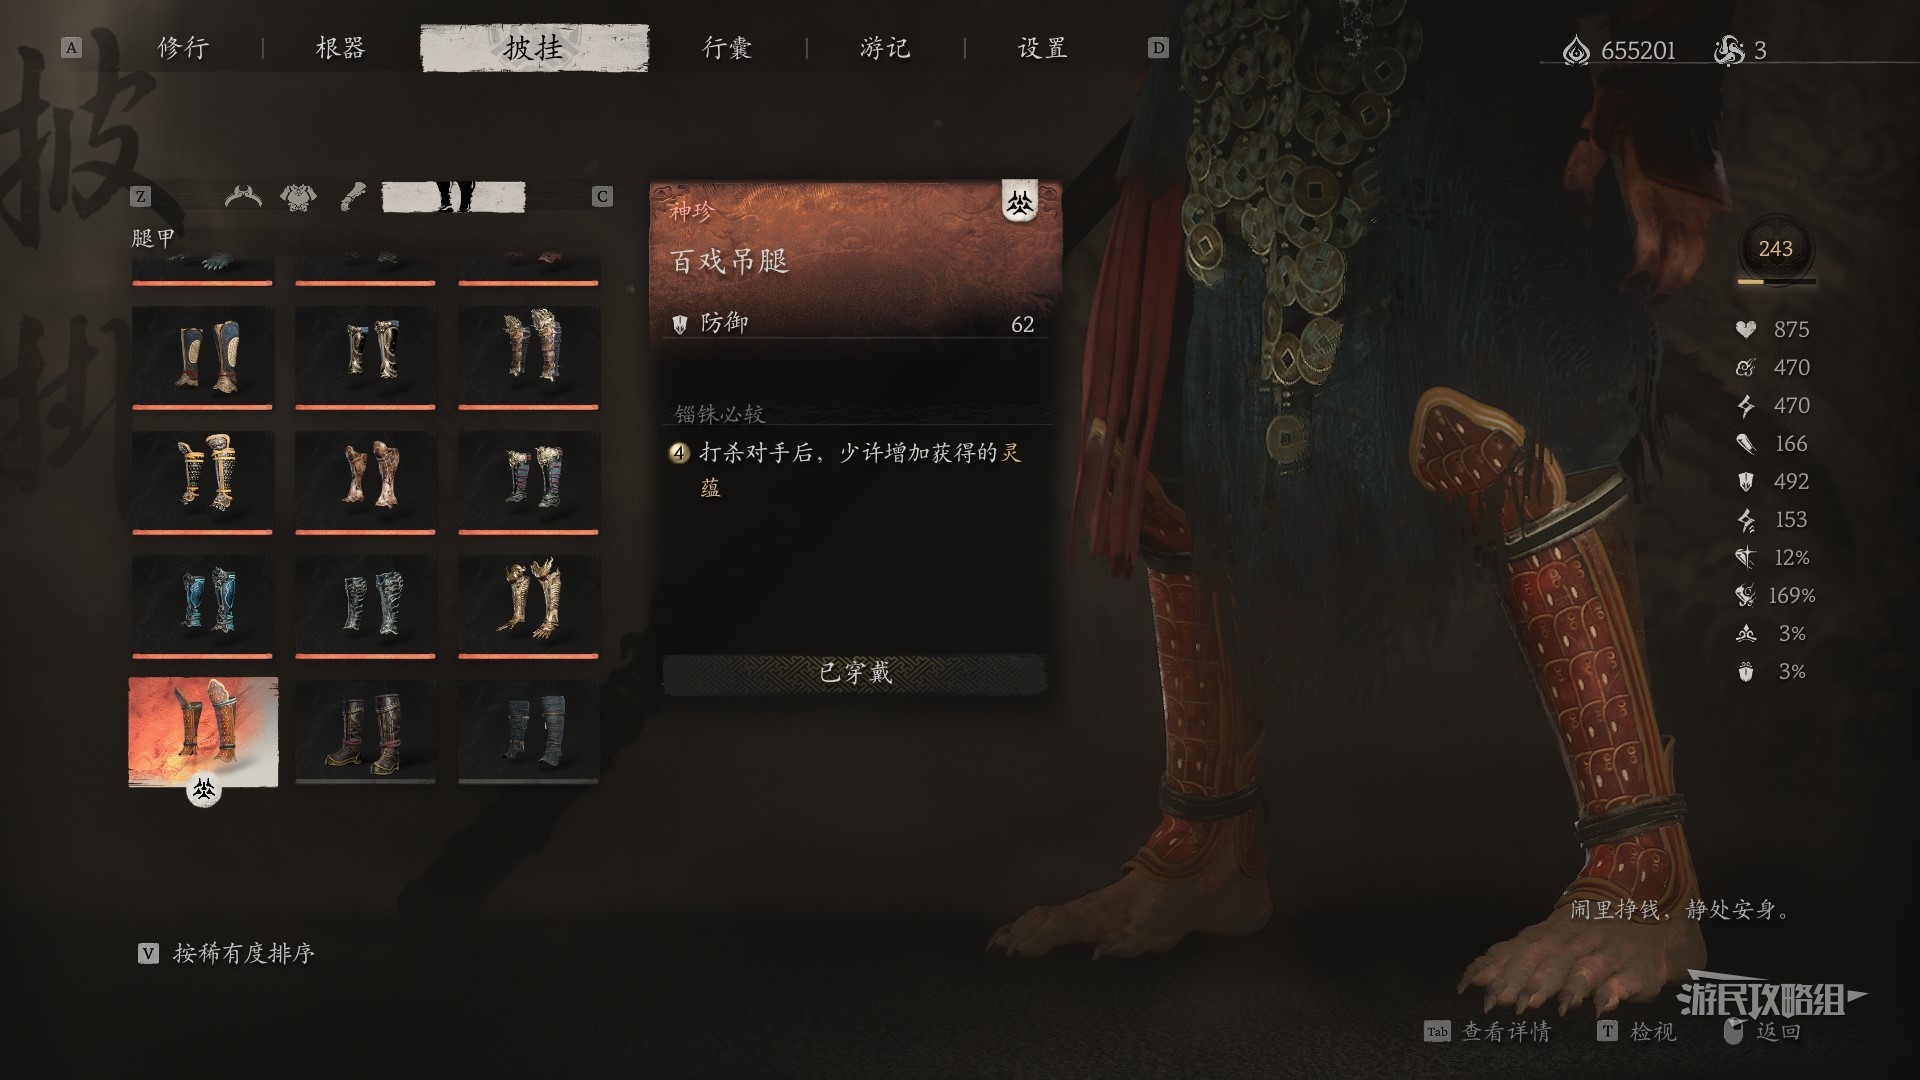 A
修行
根器
披挂
行囊
游记
设置
D
655201
3
披挂
Z
C
腿甲
神珍
百戏吊腿
防御
62
锱铢必较
4 打杀对手后，少许增加获得的灵
蕴
已穿戴
243
875
470
470
166
492
153
12%
169%
3%
3%
闹里挣钱，静处安身。
V 按稀有度排序
游民攻略组
Tab 查看详情
T 检视
返回